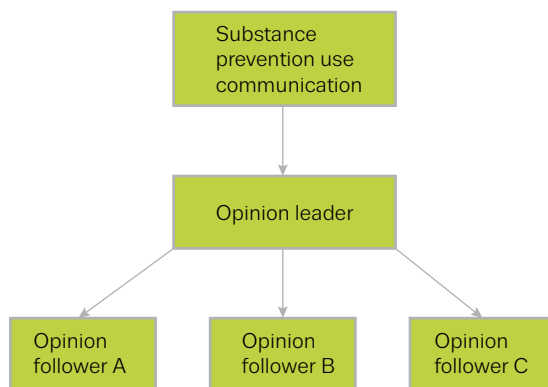 Substance
prevention use
communication
Opinion leader
Opinion
follower A
Opinion
follower B
Opinion
follower C